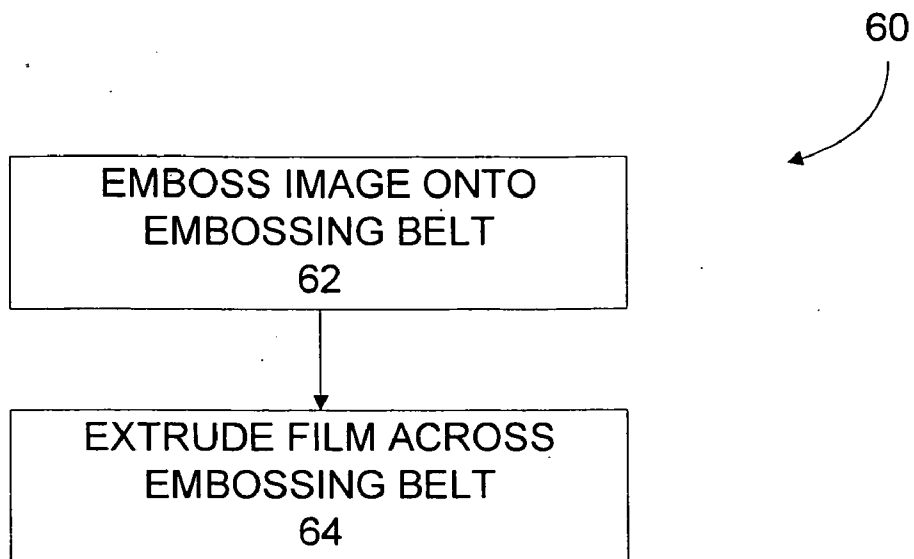 60
EMBOSS IMAGE ONTO
EMBOSSING BELT
62
EXTRUDE FILM ACROSS
EMBOSSING BELT
64